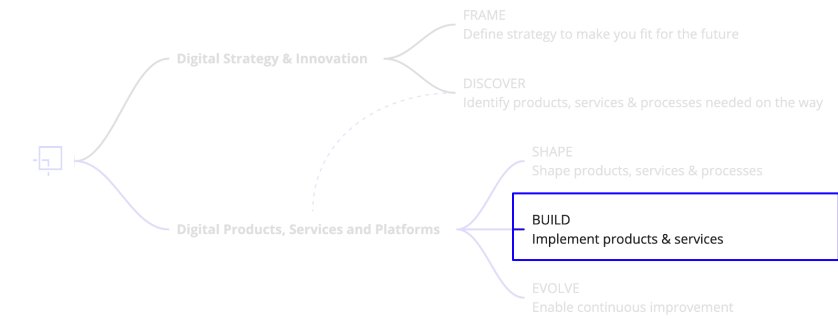 FRAME
Define strategy to make you fit for the future
Digital Strategy & Innovation
DISCOVER
Identify products, services & processes needed on the way
SHAPE
Shape products, services & processes
BUILD
Implement products & services
Digital Products, Services and Platforms
EVOLVE
Enable continuous improvement